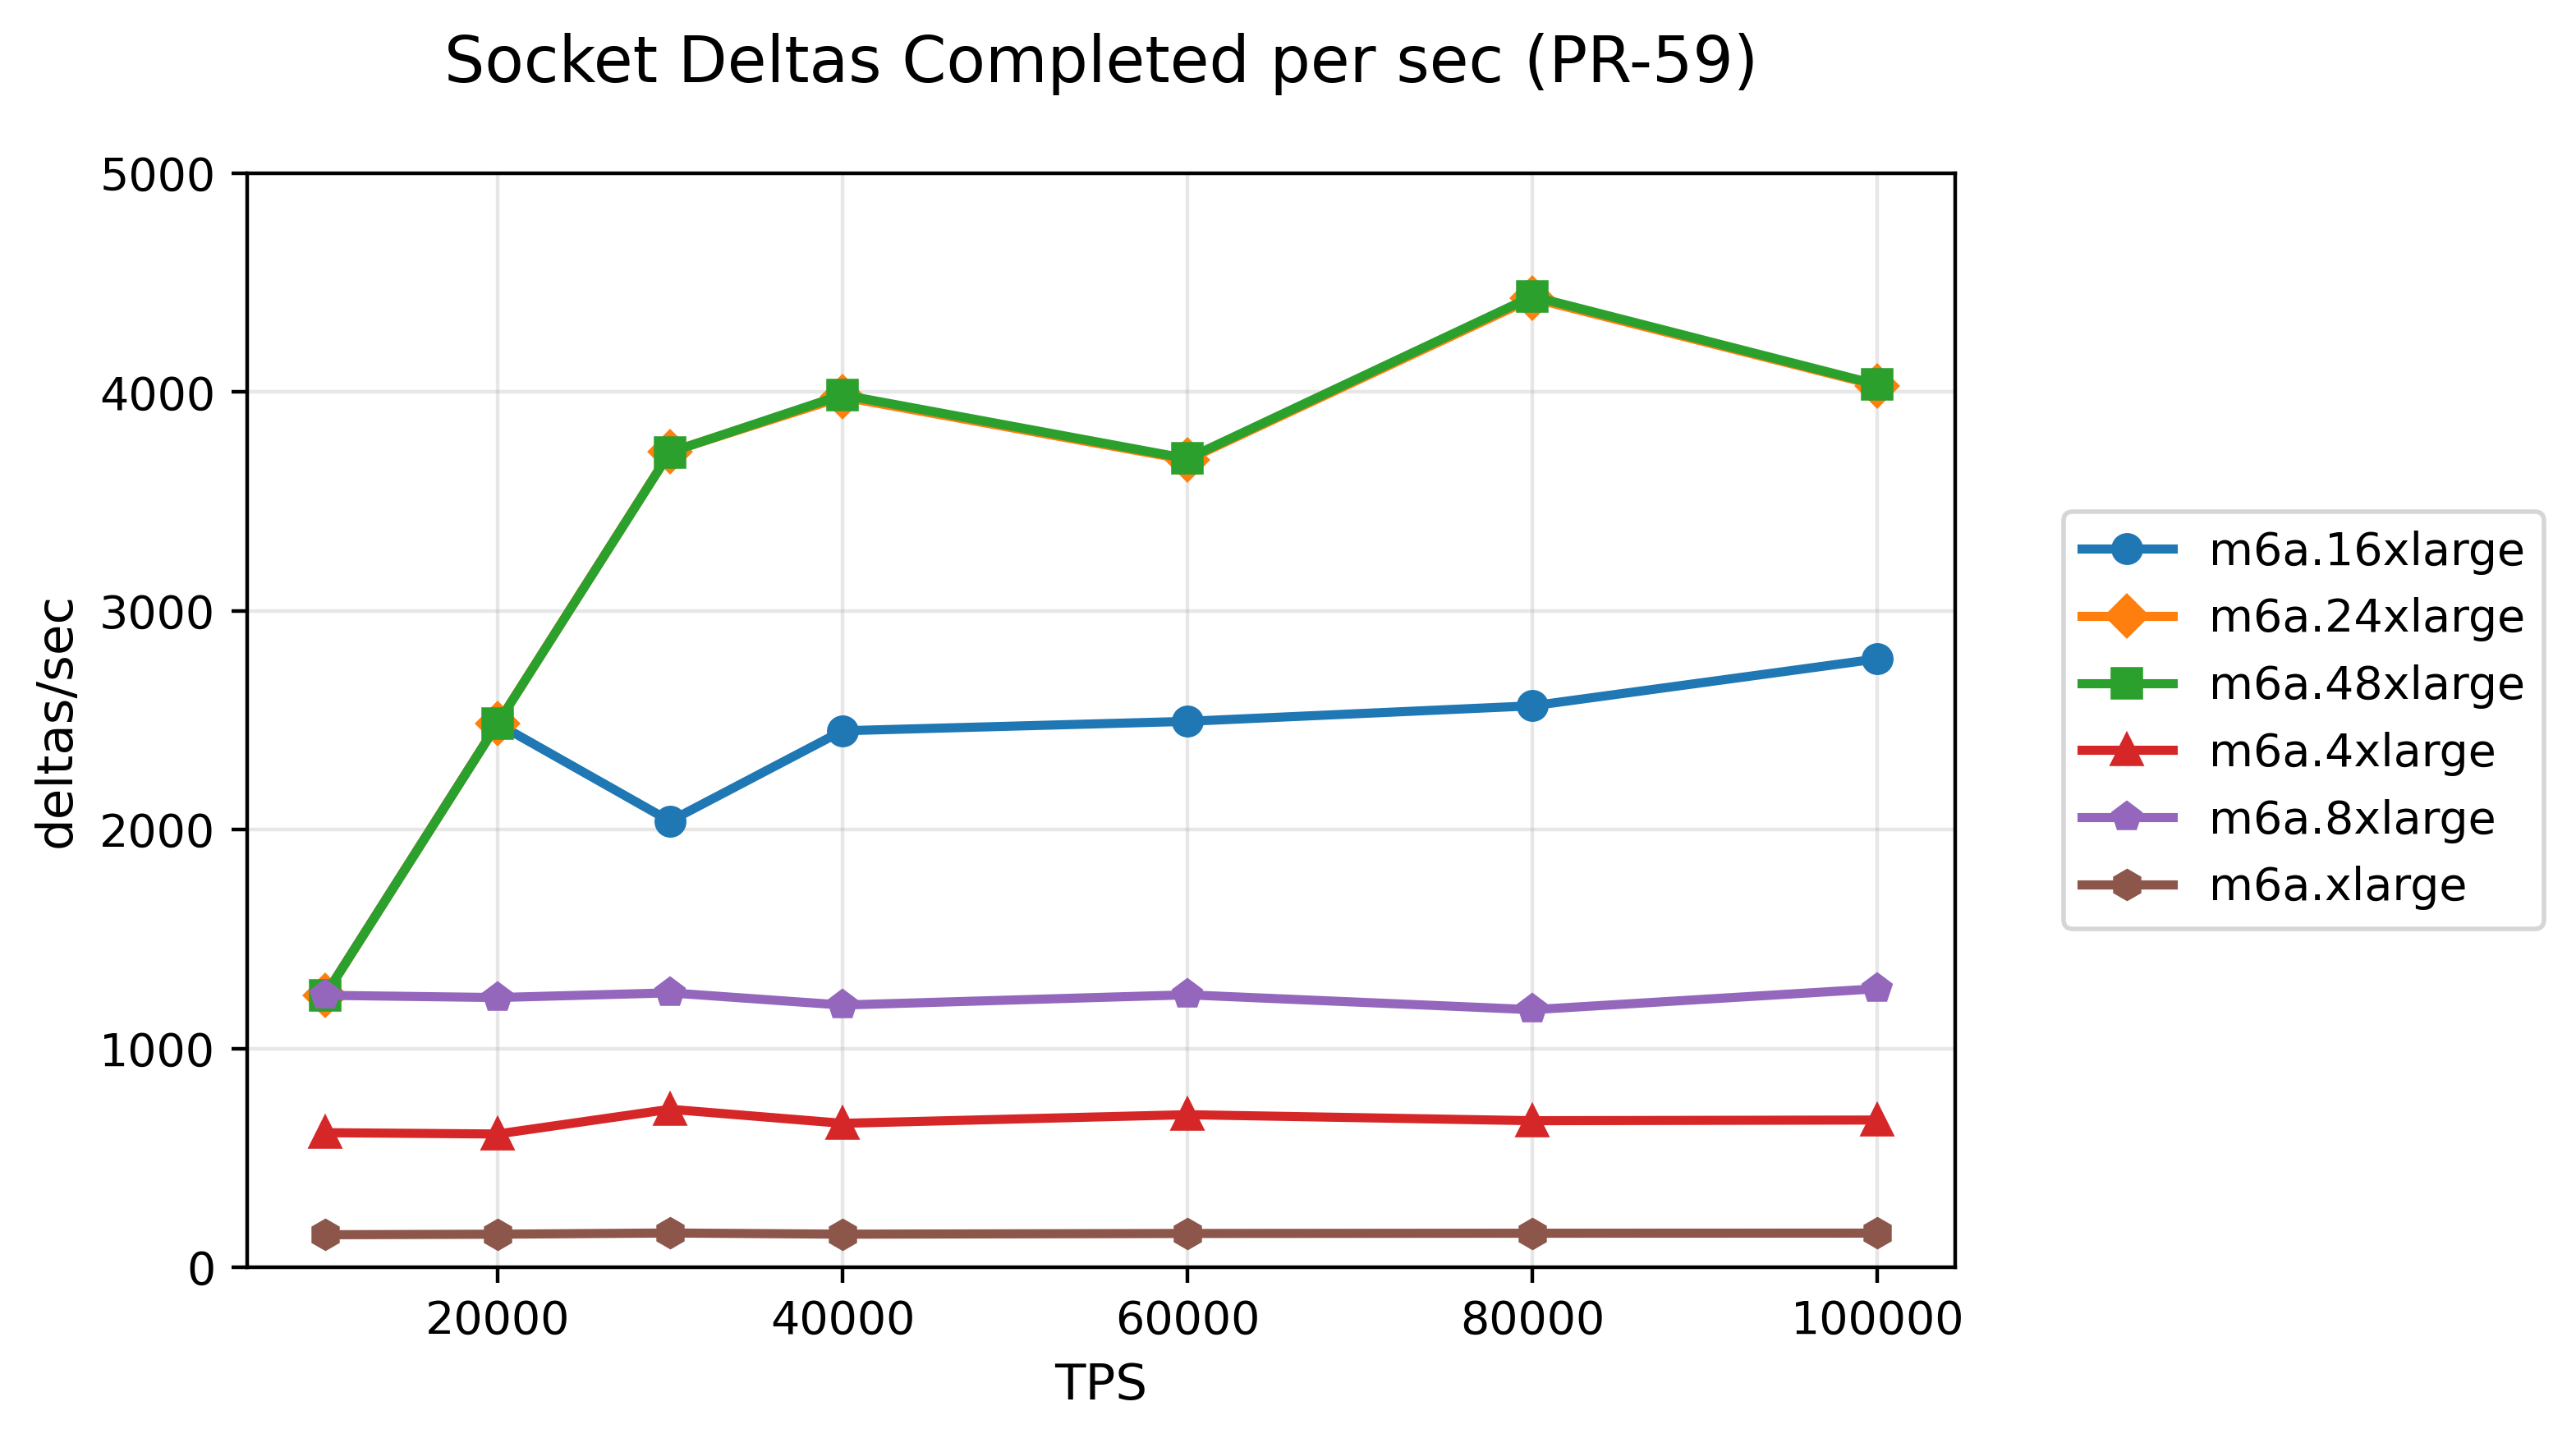 Socket Deltas Completed per sec (PR-59)
5000
4000
3000
2000
1000
0
deltas/sec
20000 40000 60000 80000 100000
TPS
m6a.16xlarge
m6a.24xlarge
m6a.48xlarge
m6a.4xlarge
m6a.8xlarge
m6a.xlarge